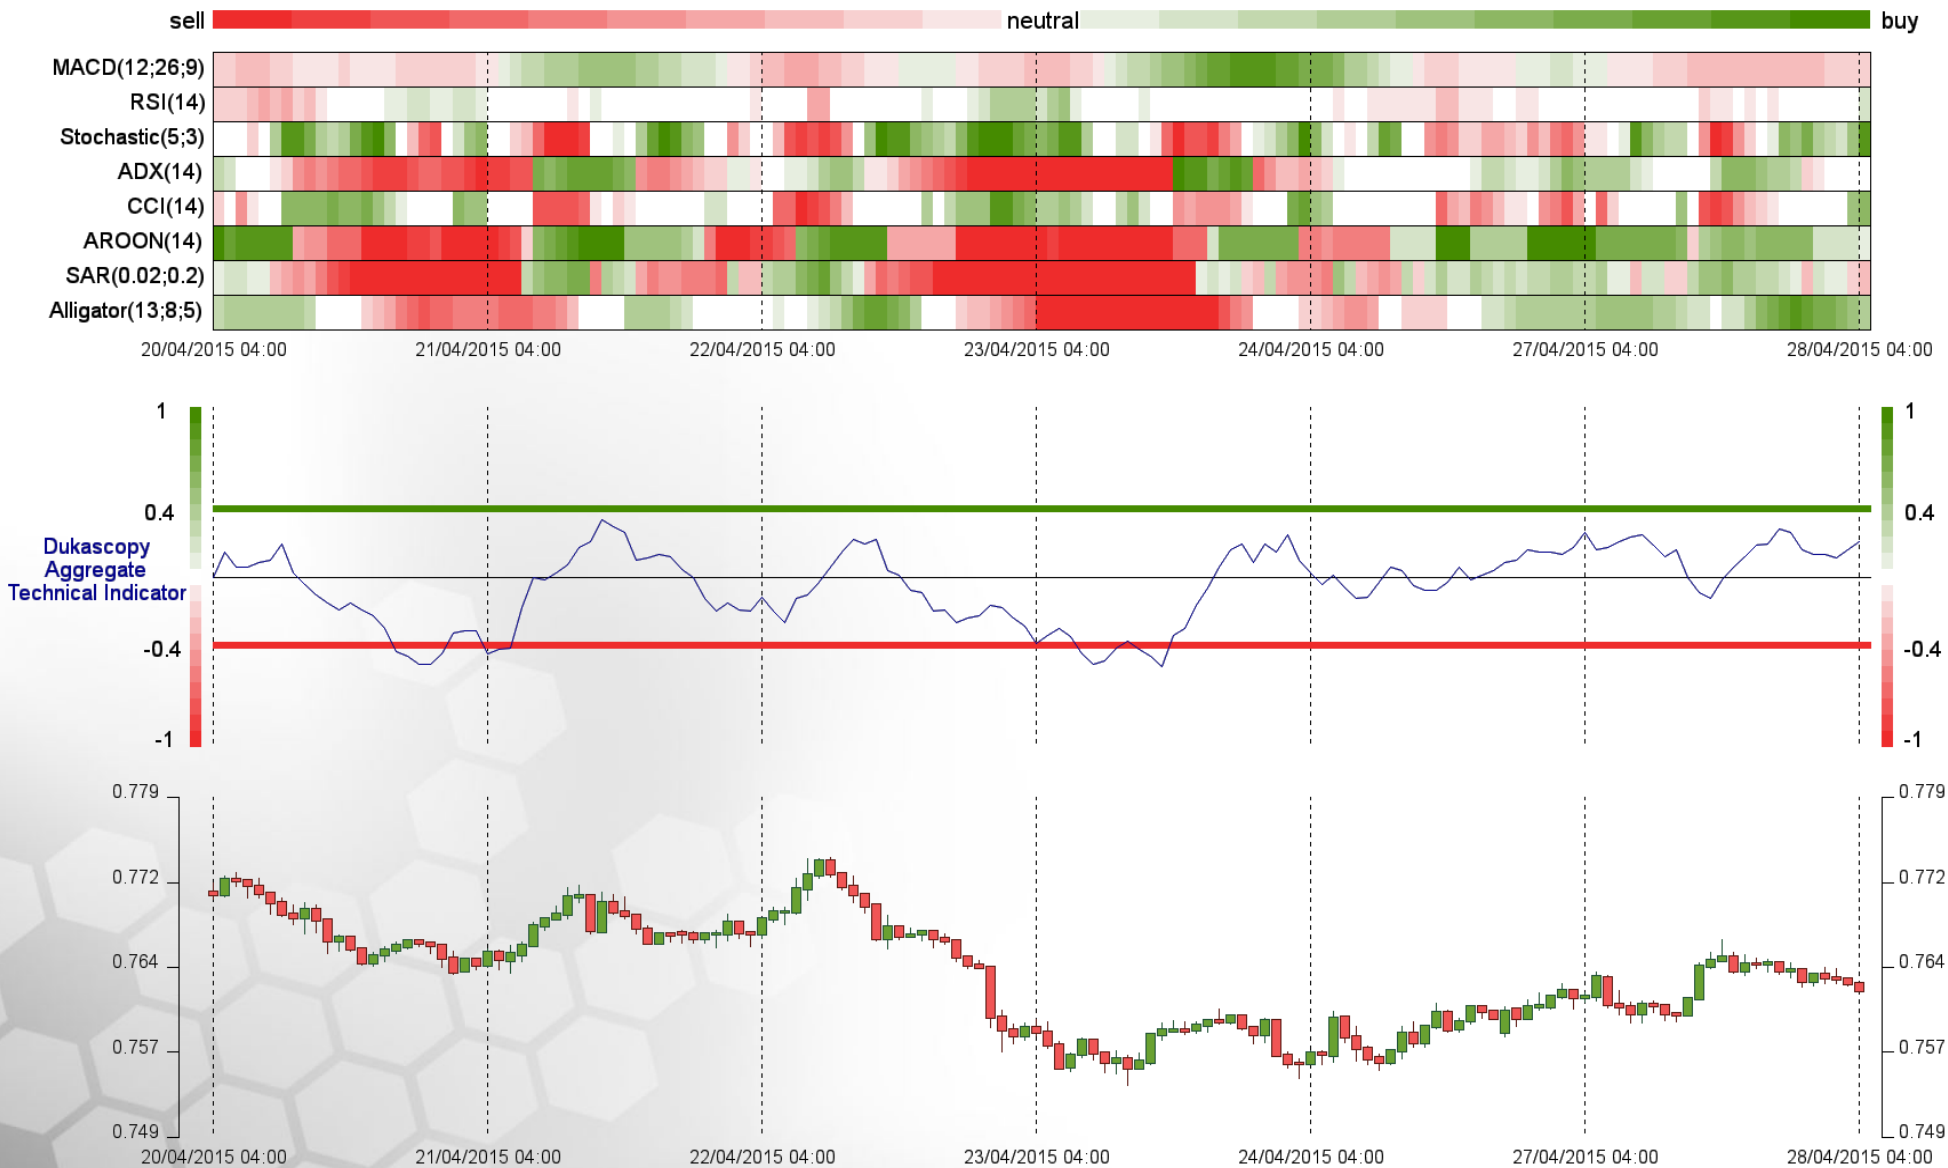 sell neutral buy
MACD(12;26;9)
RSI(14)
Stochastic(5;3)
ADX(14)
CCI(14)
AROON(14)
SAR(0.02;0.2)
Alligator(13;8;5)
20/04/2015 04:00 21/04/2015 04:00 22/04/2015 04:00 23/04/2015 04:00 24/04/2015 04:00 27/04/2015 04:00 28/04/2015 04:00
1 1
0.4 0.4
Dukascopy
Aggregate
Technical Indicator
-0.4 -0.4
-1 -1
0.779 0.779
0.772 0.772
0.764 0.764
0.757 0.757
0.749 0.749
20/04/2015 04:00 21/04/2015 04:00 22/04/2015 04:00 23/04/2015 04:00 24/04/2015 04:00 27/04/2015 04:00 28/04/2015 04:00